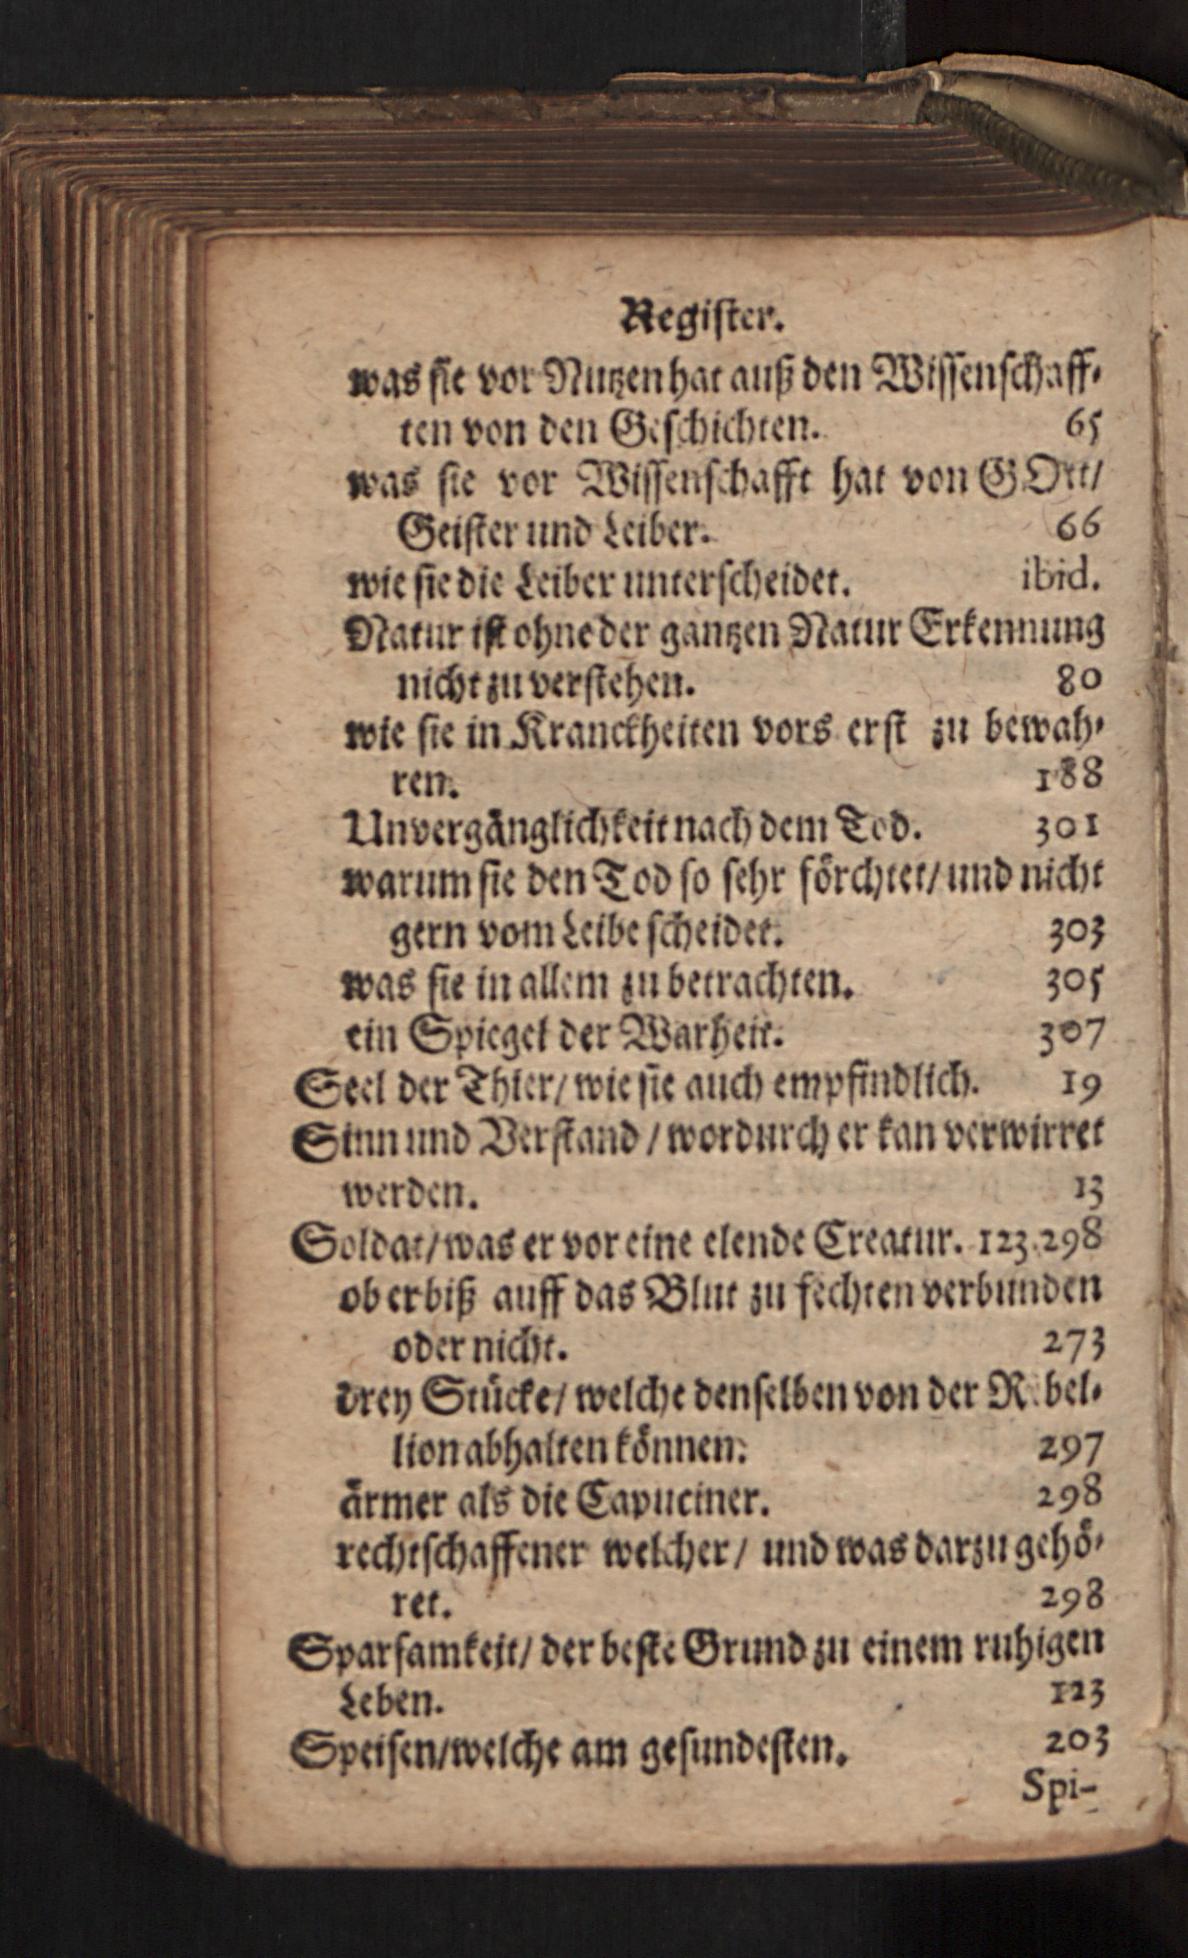 Register.
was sie vor Nutzen hat auß den Wissenschaff-
ten von den Geschichten. 65
was sie vor Wissenschafft hat von GOtt/
Geister und Leiber. 66
wie sie die Leiber unterscheidet. ibid.
Natur ist ohne der gantzen Natur Erkennung
nicht zu verstehen. 80
wie sie in Kranckheiten vors erst zu bewah-
ren. 188
Unvergänglichkeit nach dem Tod. 301
warum sie den Tod so sehr förchtet/ und nicht
gern vom Leibe scheidet. 303
was sie in allem zu betrachten. 305
ein Spiegel der Warheit. 307
Seel der Thier/ wie sie auch empfindlich. 19
Sinn und Verstand / wordurch er kan verwirret
werden. 13
Soldat/ was er vor eine elende Creatur. 123.298
ob er biß auff das Blut zu fechten verbunden
oder nicht. 273
drey Stücke/ welche denselben von der Rebel-
lion abhalten können. 297
ärmer als die Capuciner. 298
rechtschaffener welcher / und was darzu gehö-
ret. 298
Sparsamkeit/ der beste Grund zu einem ruhigen
Leben. 123
Speisen/welche am gesundesten. 203
Spi-